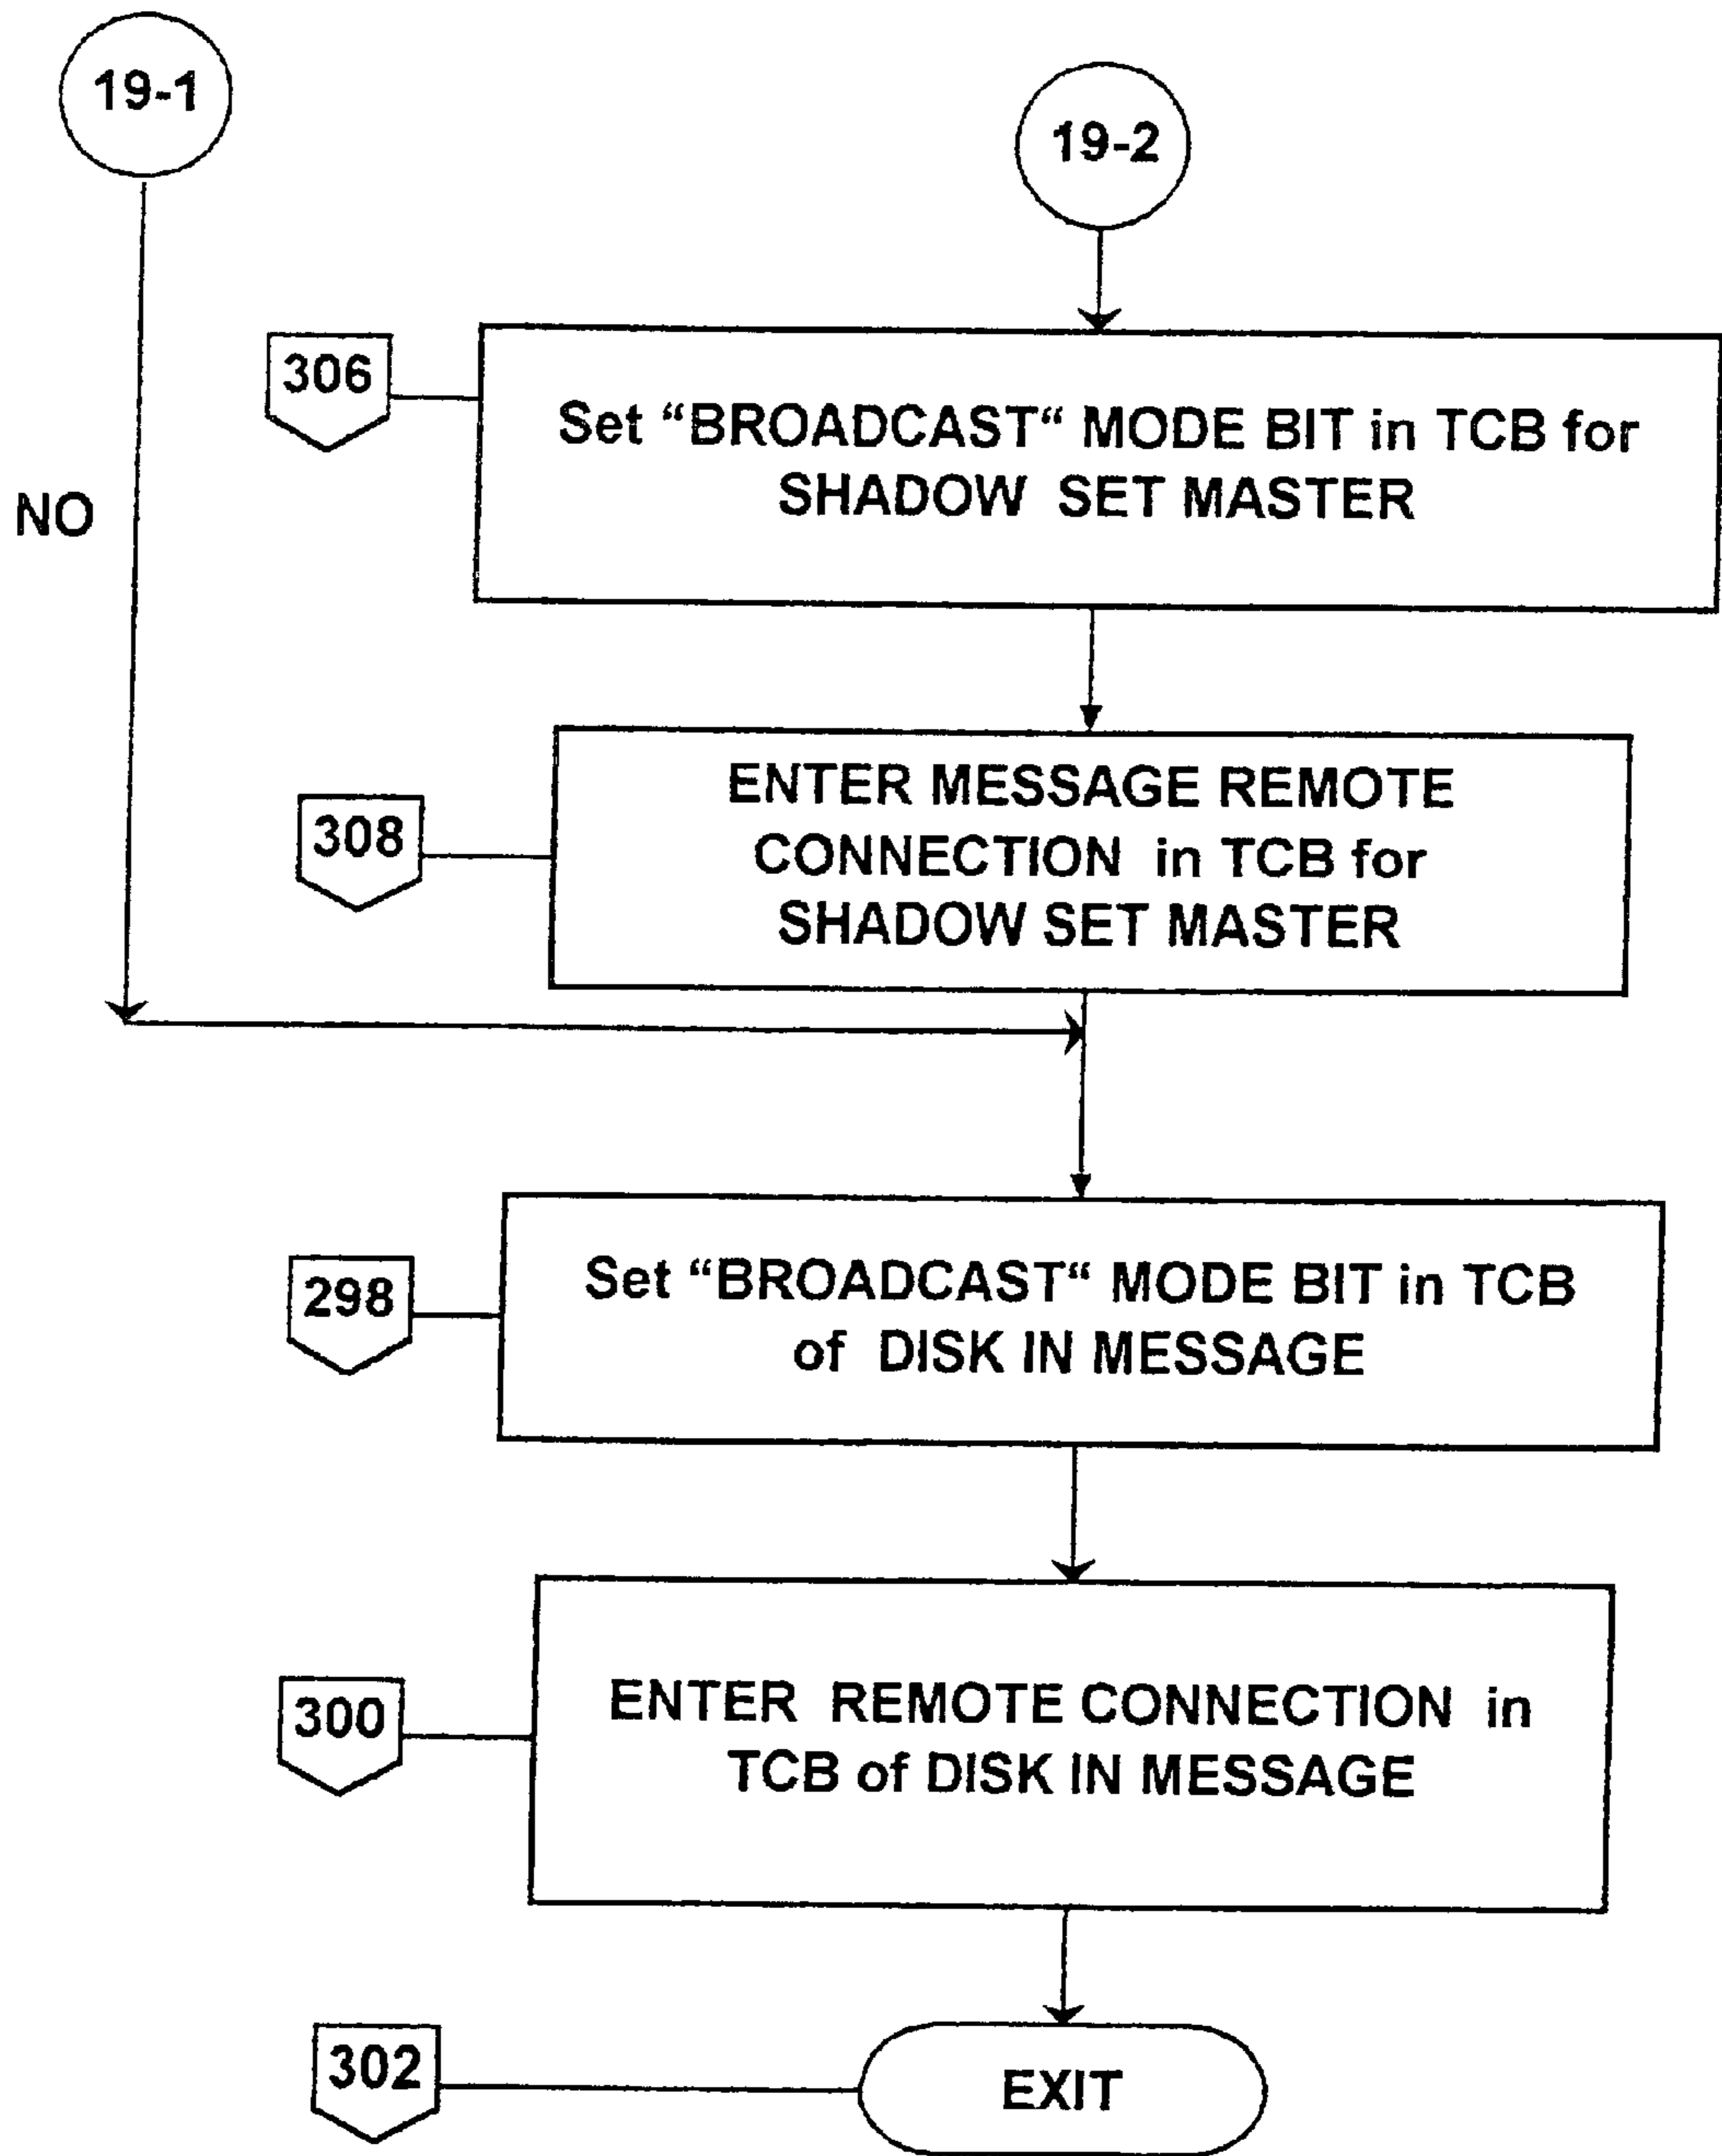 19-1
19-2
306
Set “BROADCAST“ MODE BIT in TCB for
SHADOW SET MASTER
NO
308
ENTER MESSAGE REMOTE
CONNECTION in TCB for
SHADOW SET MASTER
298
Set “BROADCAST“ MODE BIT in TCB
of DISK IN MESSAGE
300
ENTER REMOTE CONNECTION in
TCB of DISK IN MESSAGE
302
EXIT